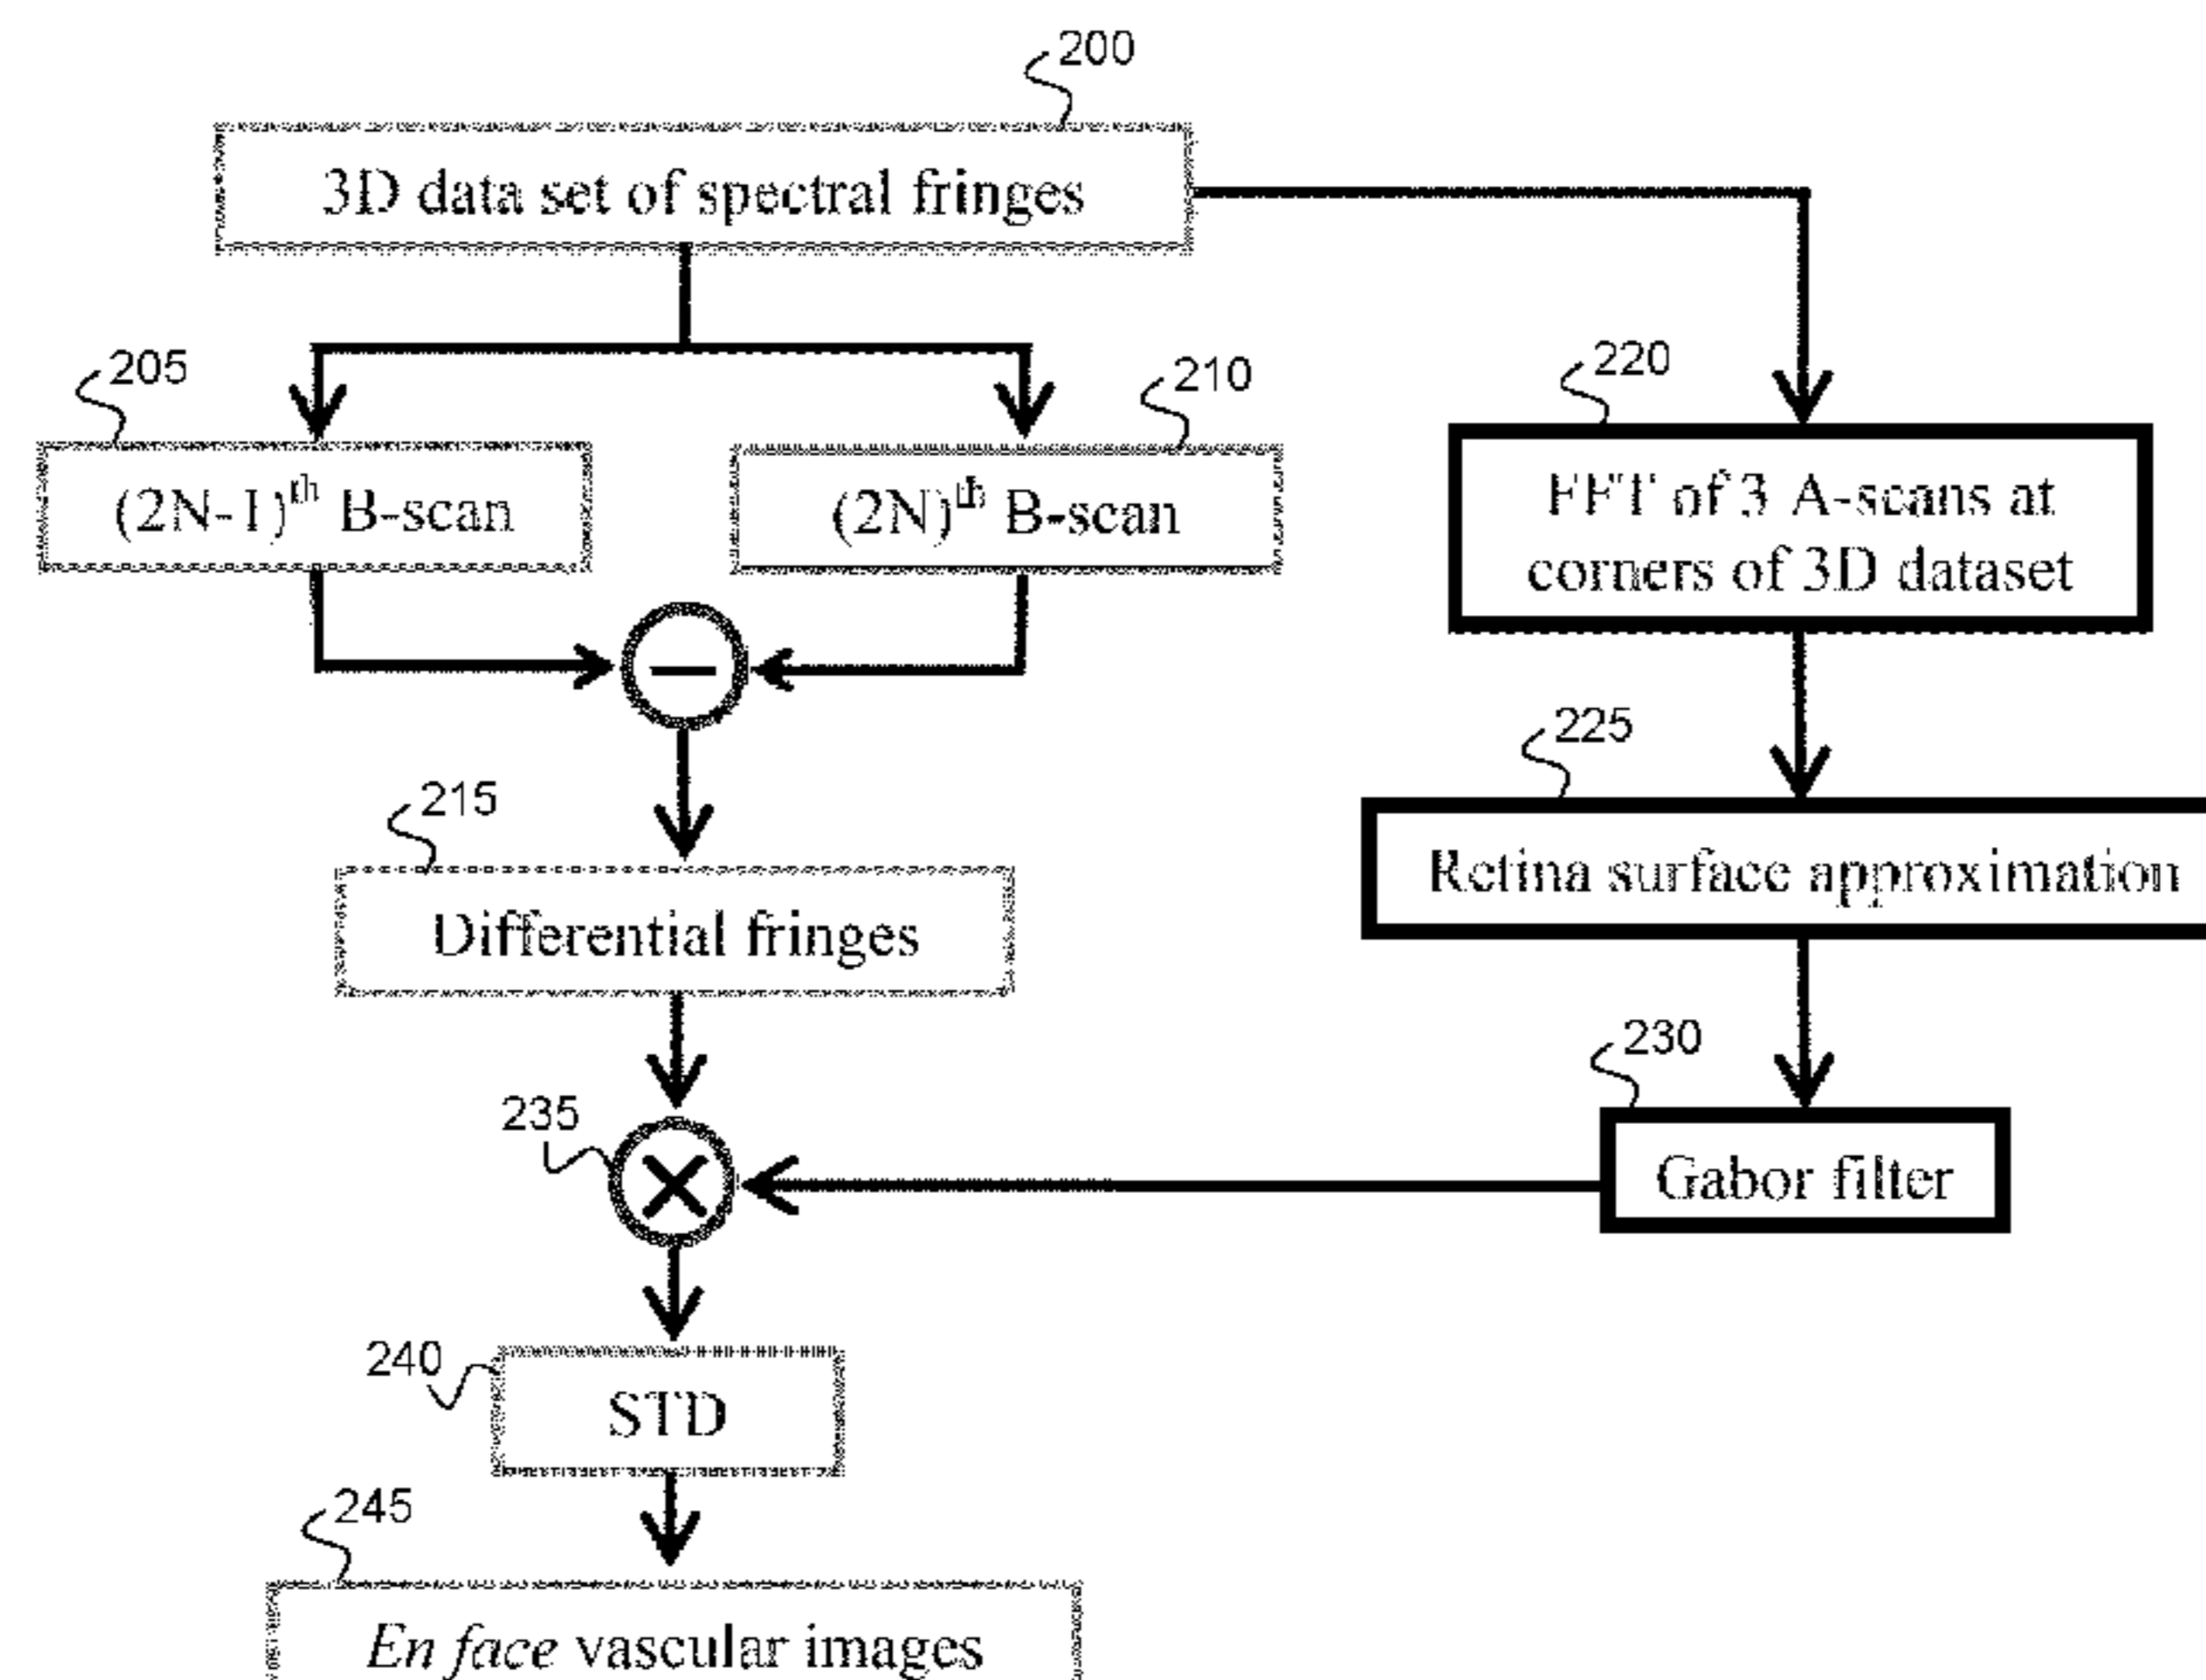 200
3D data set of spectral fringes
205
210
220
(2N-1)th B-scan
(2N)th B-scan
FFT of 3 A-scans at
corners of 3D dataset
225
Retina surface approximation
215
Differential fringes
230
Gabor filter
235
240
STD
245
En face vascular images